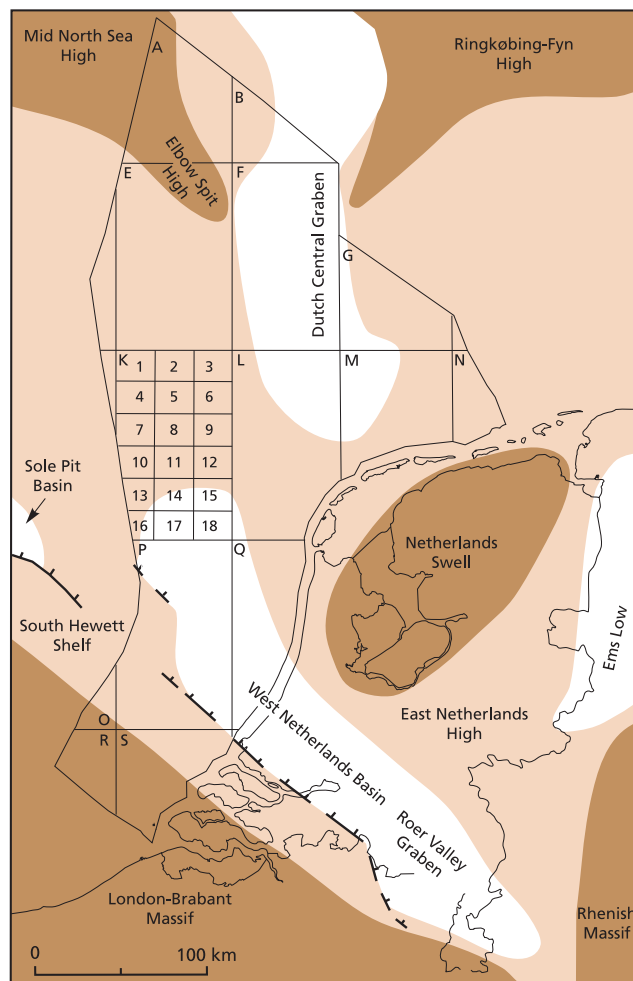 Mid North Sea
High
A
Ringkøbing-Fyn
High
B
Elbow Spit
High
E
F
Dutch Central Graben
G
K
L
M
N
1 2 3
4 5 6
7 8 9
10 11 12
13 14 15
16 17 18
Sole Pit
Basin
P
Q
Netherlands
Swell
South Hewett
Shelf
Ems Low
West Netherlands Basin
East Netherlands
High
O
R S
Roer Valley
Graben
London-Brabant
Massif
Rhenish
Massif
0 100 km